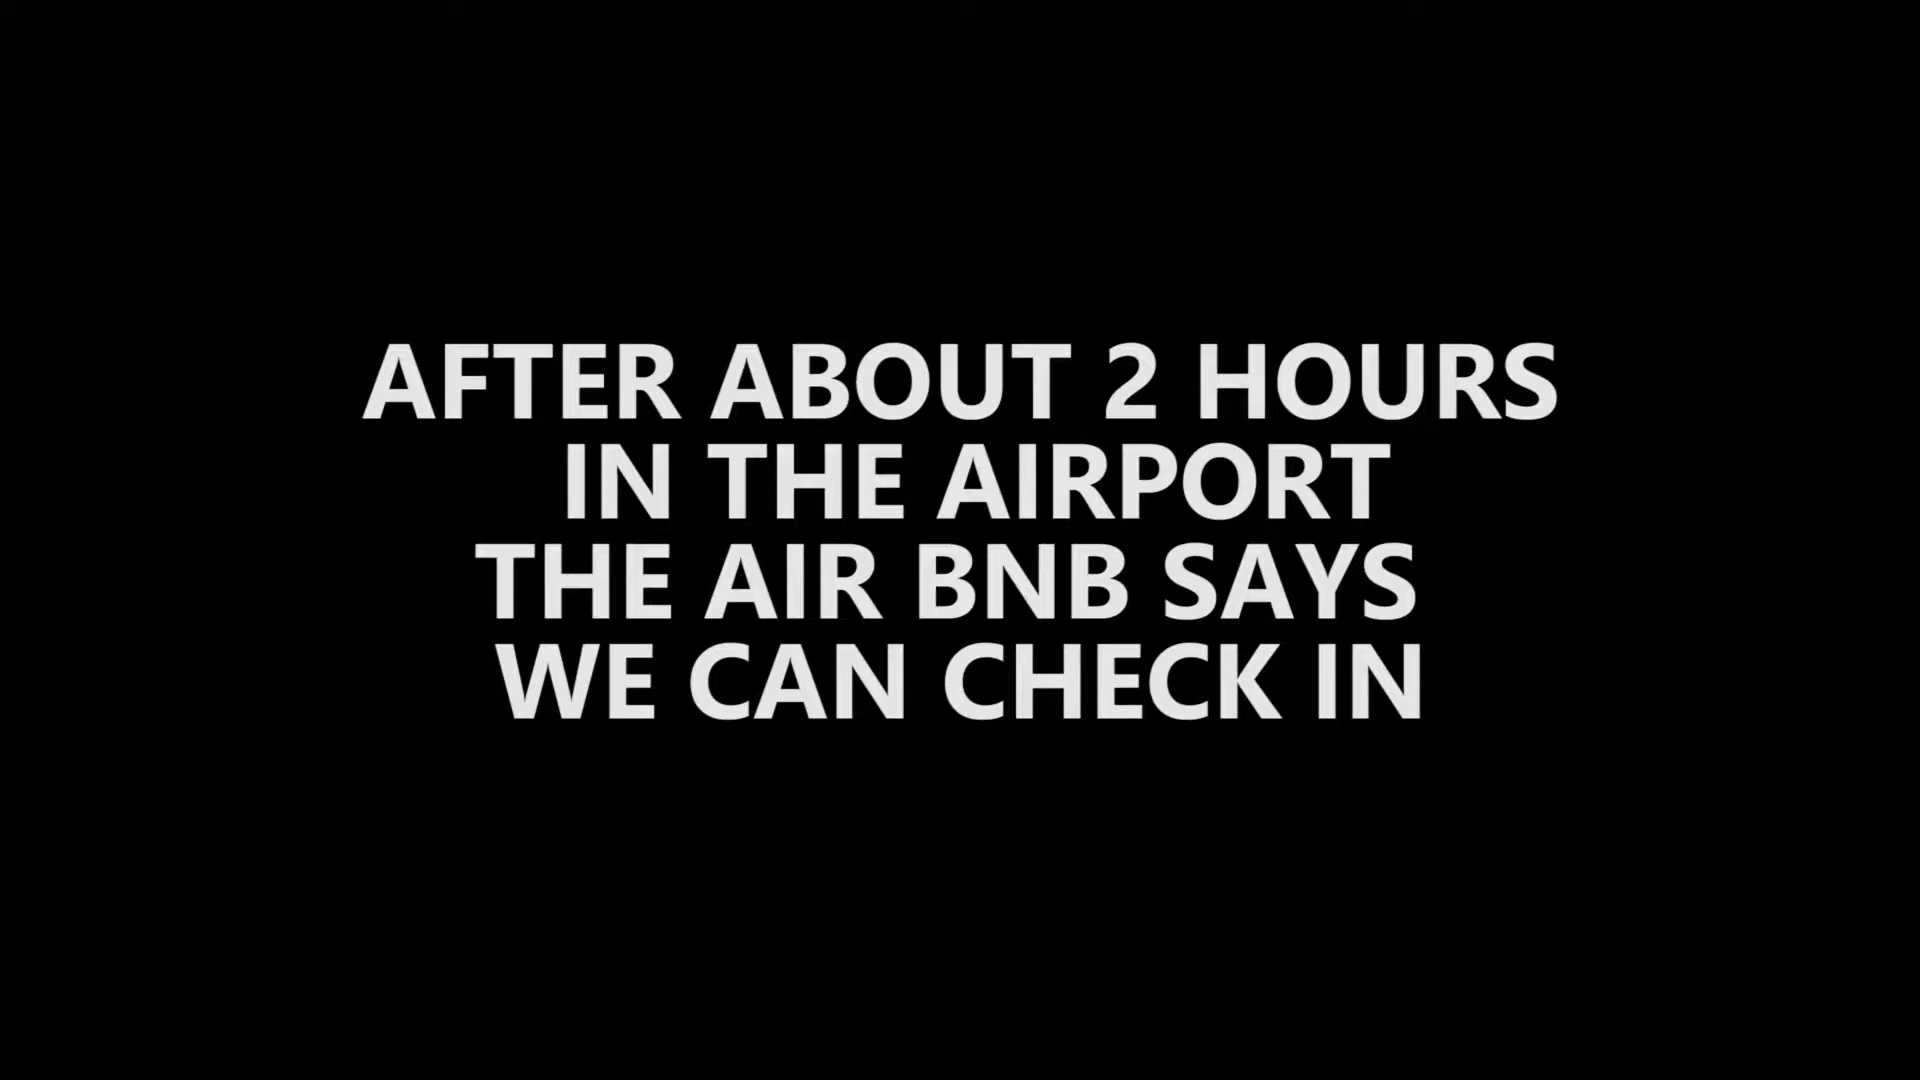 AFTER ABOUT 2 HOURS
IN THE AIRPORT
THE AIR BNB SAYS
WE CAN CHECK IN